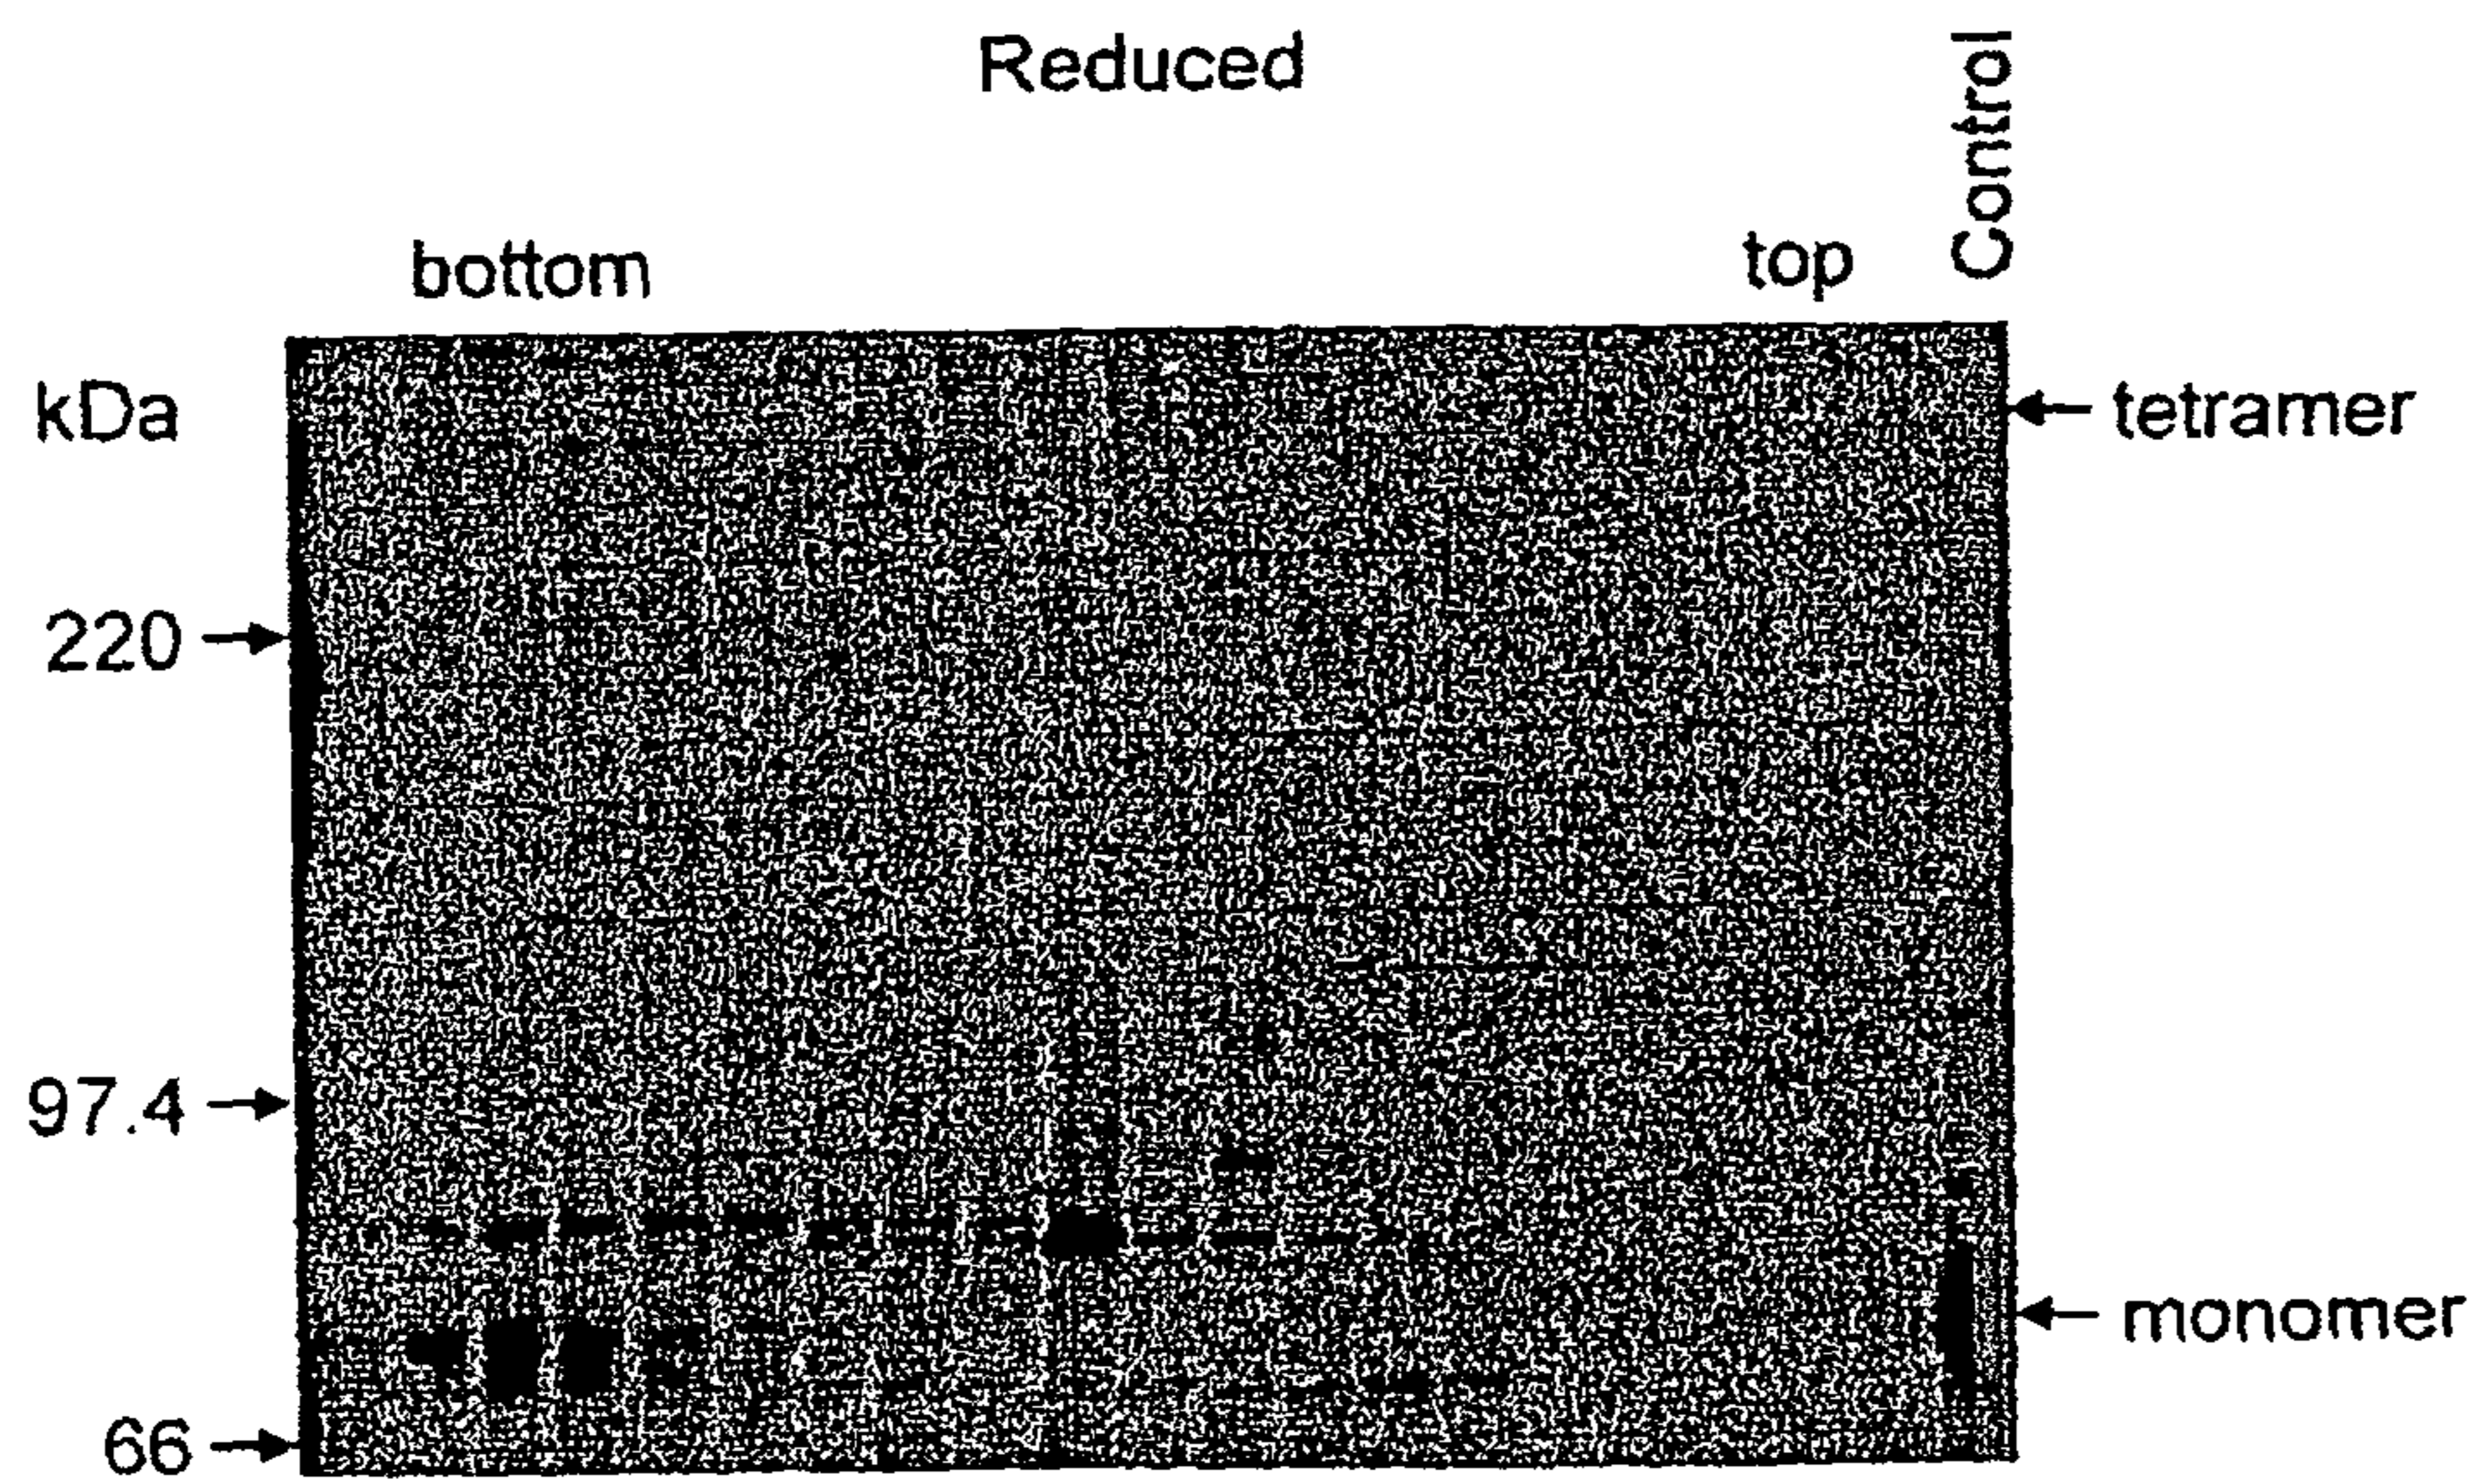 Reduced
Control
bottom
top
kDa
tetramer
220
97.4
monomer
66